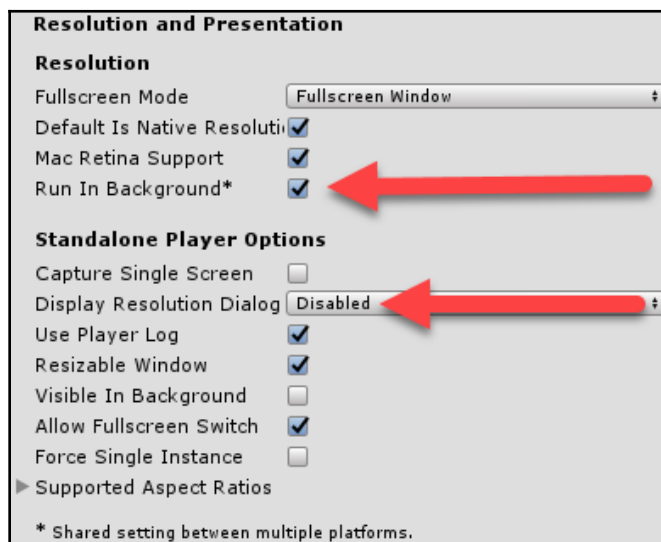 Resolution and Presentation
Resolution
Fullscreen Mode Fullscreen Window
Default Is Native Resoluti
Mac Retina Support
Run In Background*
Standalone Player Options
Capture Single Screen
Display Resolution Dialog Disabled
Use Player Log
Resizable Window
Visible In Background
Allow Fullscreen Switch
Force Single Instance
Supported Aspect Ratios
* Shared setting between multiple platforms.